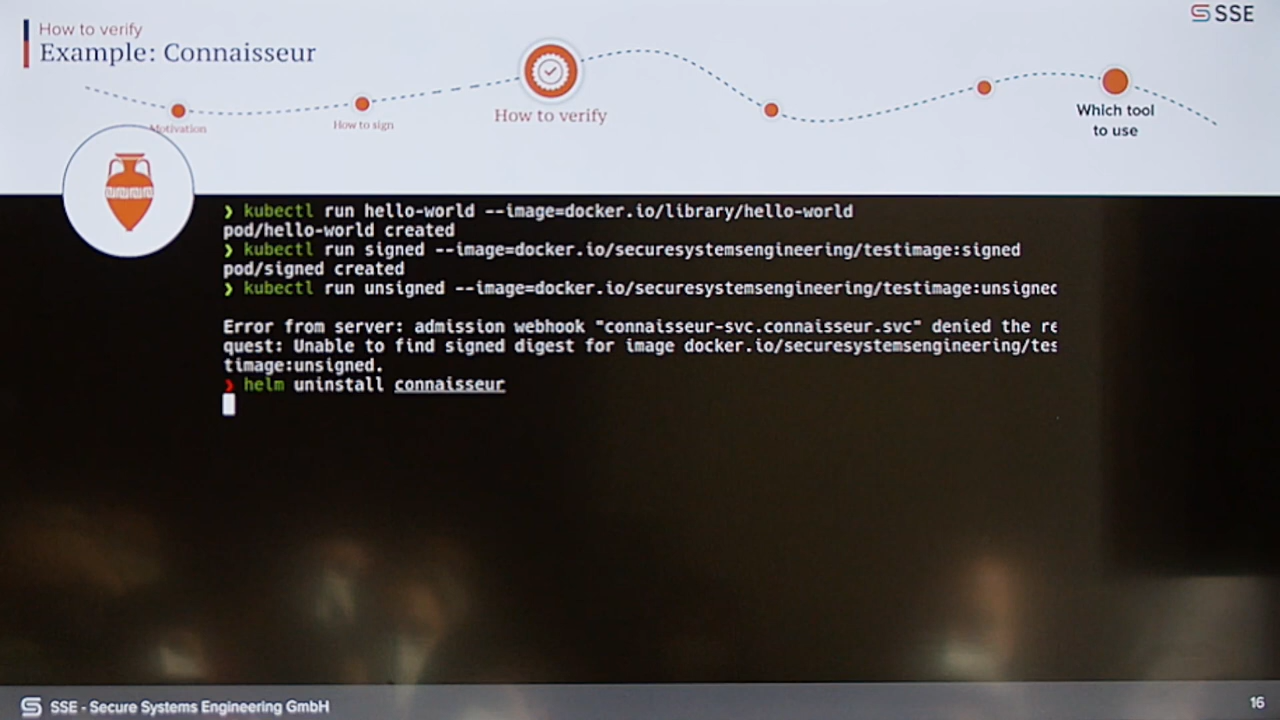 How to verify
Example: Connaisseur
SSE
Motivation
How to sign
How to verify
Which tool
to use
❯ kubectl run hello-world --image=docker.io/library/hello-world
pod/hello-world created
❯ kubectl run signed --image=docker.io/securesystemsengineering/testimage:signed
pod/signed created
❯ kubectl run unsigned --image=docker.io/securesystemsengineering/testimage:unsigned
Error from server: admission webhook "connaisseur-svc.connaisseur.svc" denied the re
quest: Unable to find signed digest for image docker.io/securesystemsengineering/tes
timage:unsigned.
❯ helm uninstall connaisseur
SSE - Secure Systems Engineering GmbH
16